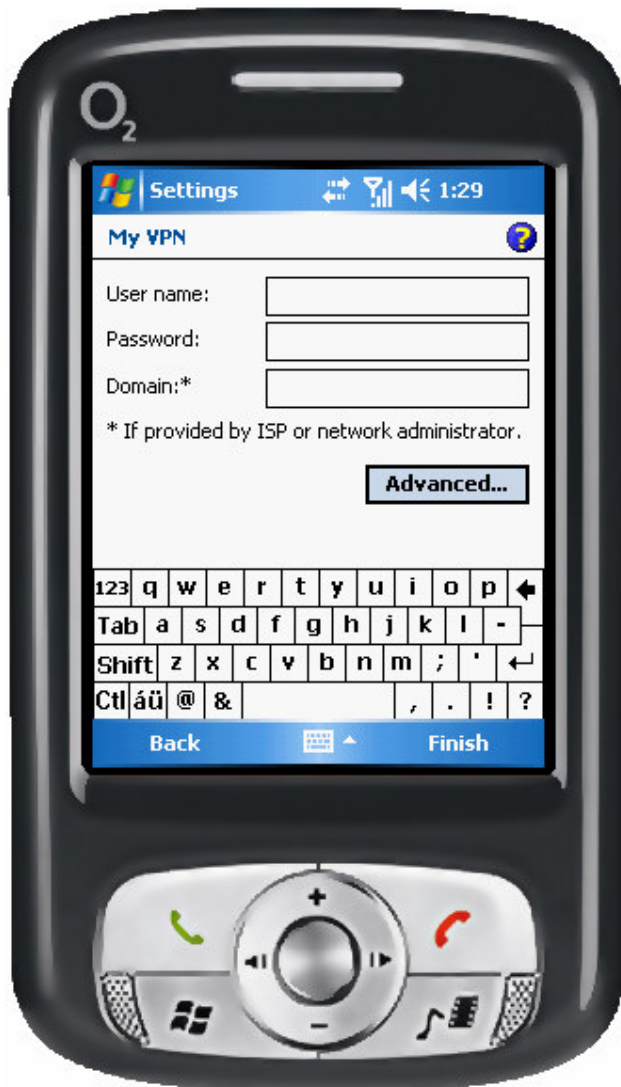 O2
Settings 1:29
My VPN ?
User name:
Password:
Domain:*
* If provided by ISP or network administrator.
Advanced...
123 q w e r t y u i o p
Tab a s d f g h j k l -
Shift z x c v b n m ; '
Ctl áü @ & , . ! ?
Back Finish
+
-